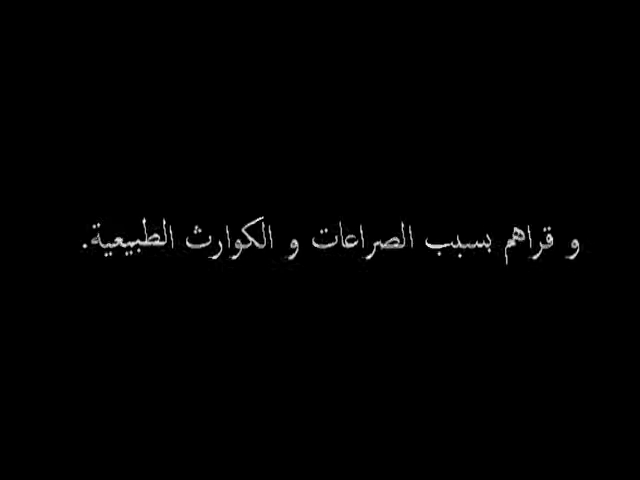 و قراهم بسبب الصراعات و الكوارث الطبيعية.